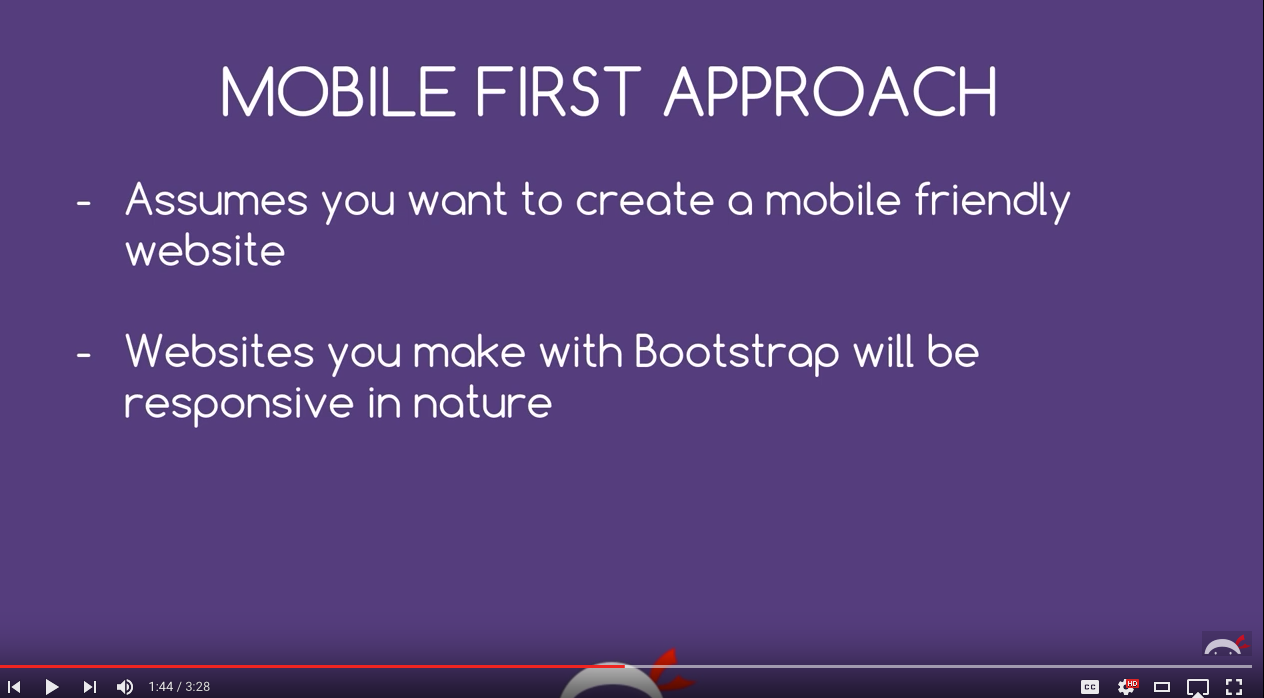 MOBILE FIRST APPROACH
- Assumes you want to create a mobile friendly
website
- Websites you make with Bootstrap will be
responsive in nature
1:44 / 3:28
CC
HD